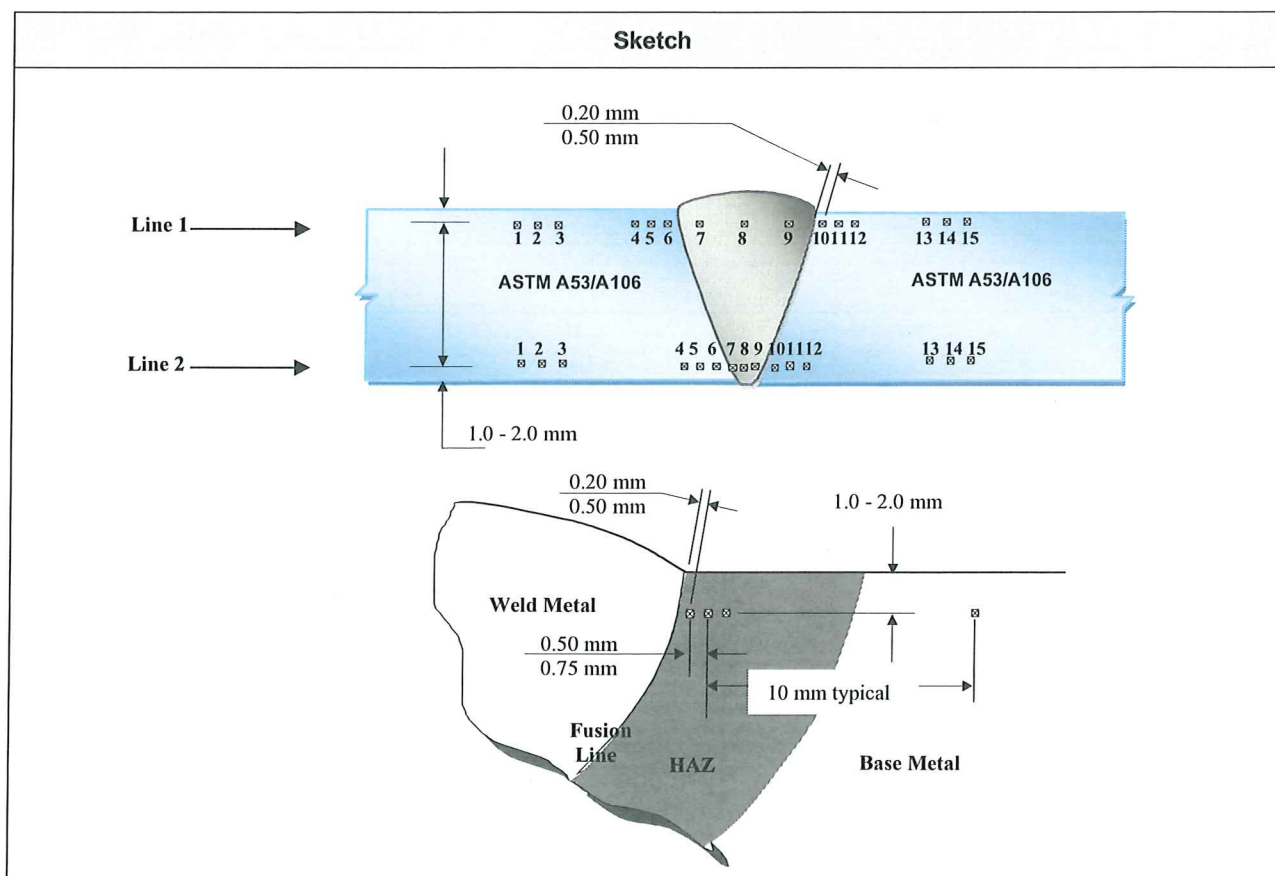 Sketch
0.20 mm
0.50 mm
Line 1
1 2 3 4 5 6 7 8 9 10 11 12 13 14 15
ASTM A53/A106 ASTM A53/A106
1 2 3 4 5 6 7 8 9 10 11 12 13 14 15
Line 2
1.0 - 2.0 mm
0.20 mm
0.50 mm
1.0 - 2.0 mm
Weld Metal
0.50 mm
0.75 mm
10 mm typical
Fusion
Line
HAZ
Base Metal